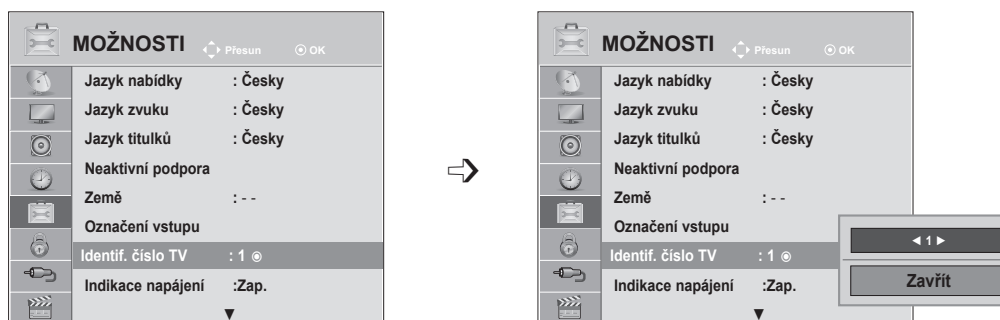 MOŽNOSTI Přesun OK
Jazyk nabídky : Česky
Jazyk zvuku : Česky
Jazyk titulků : Česky
Neaktivní podpora
Země : - -
Označení vstupu
Identif. číslo TV : 1
Indikace napájení :Zap.
MOŽNOSTI Přesun OK
Jazyk nabídky : Česky
Jazyk zvuku : Česky
Jazyk titulků : Česky
Neaktivní podpora
Země : - -
Označení vstupu
Identif. číslo TV : 1
Indikace napájení :Zap.
◄ 1 ►
Zavřít